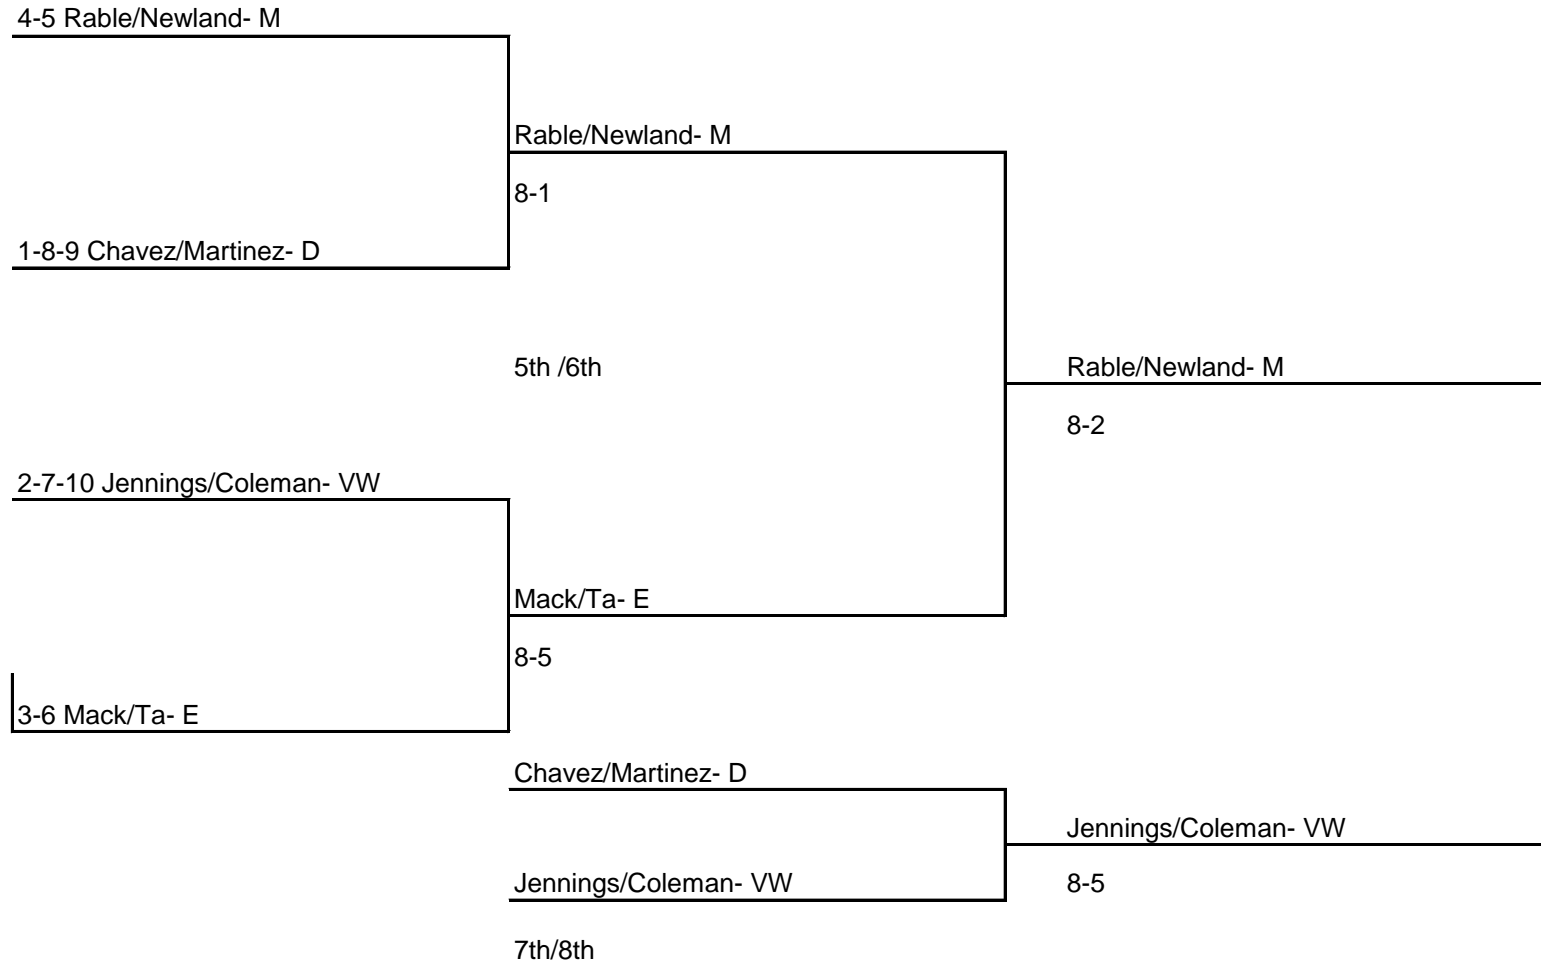 4-5 Rable/Newland- M
Rable/Newland- M
8-1
1-8-9 Chavez/Martinez- D
5th /6th
Rable/Newland- M
8-2
2-7-10 Jennings/Coleman- VW
Mack/Ta- E
8-5
3-6 Mack/Ta- E
Chavez/Martinez- D
Jennings/Coleman- VW
Jennings/Coleman- VW
8-5
7th/8th